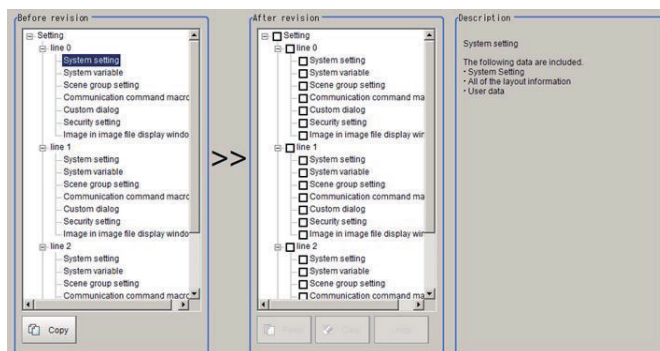 Before revision
Setting
line 0
System setting
System variable
Scene group setting
Communication command macro
Custom dialog
Security setting
Image in image file display windo
line 1
System setting
System variable
Scene group setting
Communication command macro
Custom dialog
Security setting
Image in image file display windo
line 2
System setting
System variable
Scene group setting
Communication command macro
Copy
>>
After revision
Setting
line 0
System setting
System variable
Scene group setting
Communication command ma
Custom dialog
Security setting
Image in image file display wir
line 1
System setting
System variable
Scene group setting
Communication command ma
Custom dialog
Security setting
Image in image file display wir
line 2
System setting
System variable
Scene group setting
Communication command ma
Description
System setting
The following data are included.
・System Setting
・All of the layout information
・User data